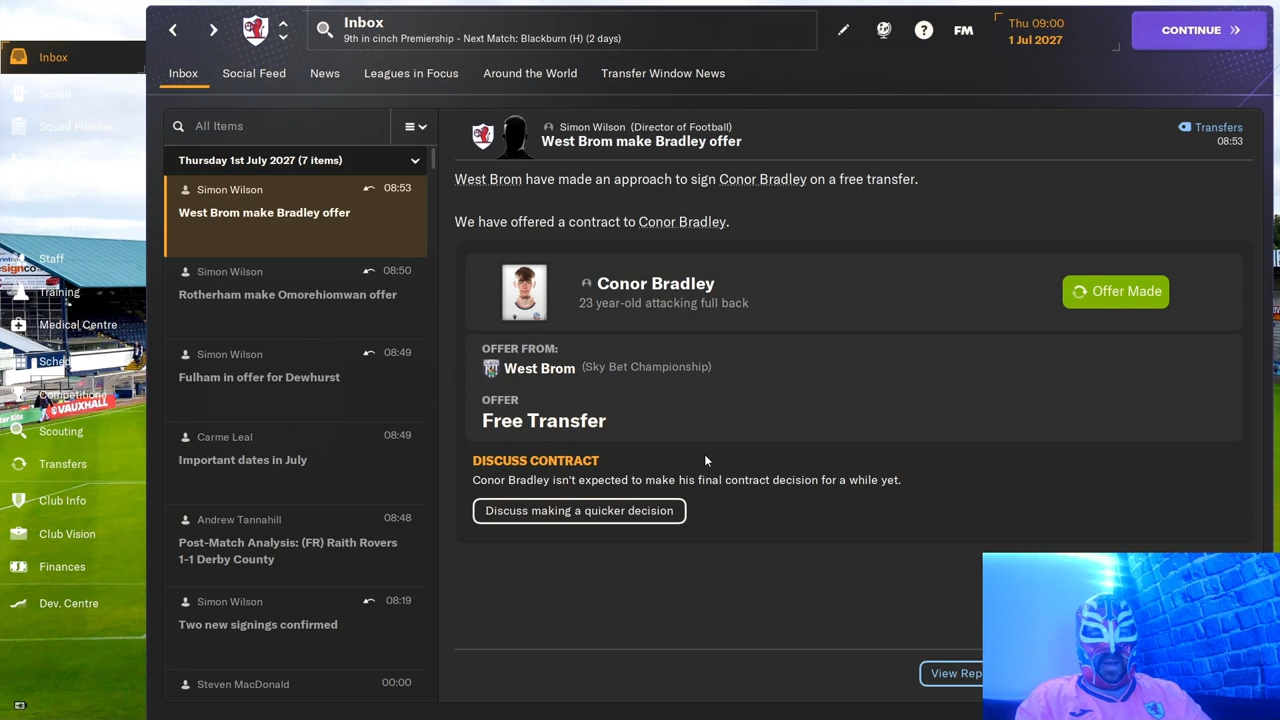 Inbox
9th in cinch Premiership - Next Match: Blackburn (H) (2 days)
FM
Thu 09:00
1 Jul 2027
CONTINUE
Inbox
Squad
Squad Planner
Staff
Training
Medical Centre
Sched
Competitions
Scouting
Transfers
Club Info
Club Vision
Finances
Dev. Centre
VAUXHALL
Inbox Social Feed News Leagues in Focus Around the World Transfer Window News
All Items
Thursday 1st July 2027 (7 items)
Simon Wilson 08:53
West Brom make Bradley offer
Simon Wilson 08:50
Rotherham make Omorehiomwan offer
Simon Wilson 08:49
Fulham in offer for Dewhurst
Carme Leal 08:49
Important dates in July
Andrew Tannahill 08:48
Post-Match Analysis: (FR) Raith Rovers
1-1 Derby County
Simon Wilson 08:19
Two new signings confirmed
Steven MacDonald 00:00
Simon Wilson (Director of Football)
West Brom make Bradley offer
Transfers
08:53
West Brom have made an approach to sign Conor Bradley on a free transfer.
We have offered a contract to Conor Bradley.
Conor Bradley
23 year-old attacking full back
Offer Made
OFFER FROM:
West Brom (Sky Bet Championship)
OFFER
Free Transfer
DISCUSS CONTRACT
Conor Bradley isn't expected to make his final contract decision for a while yet.
Discuss making a quicker decision
View Rep